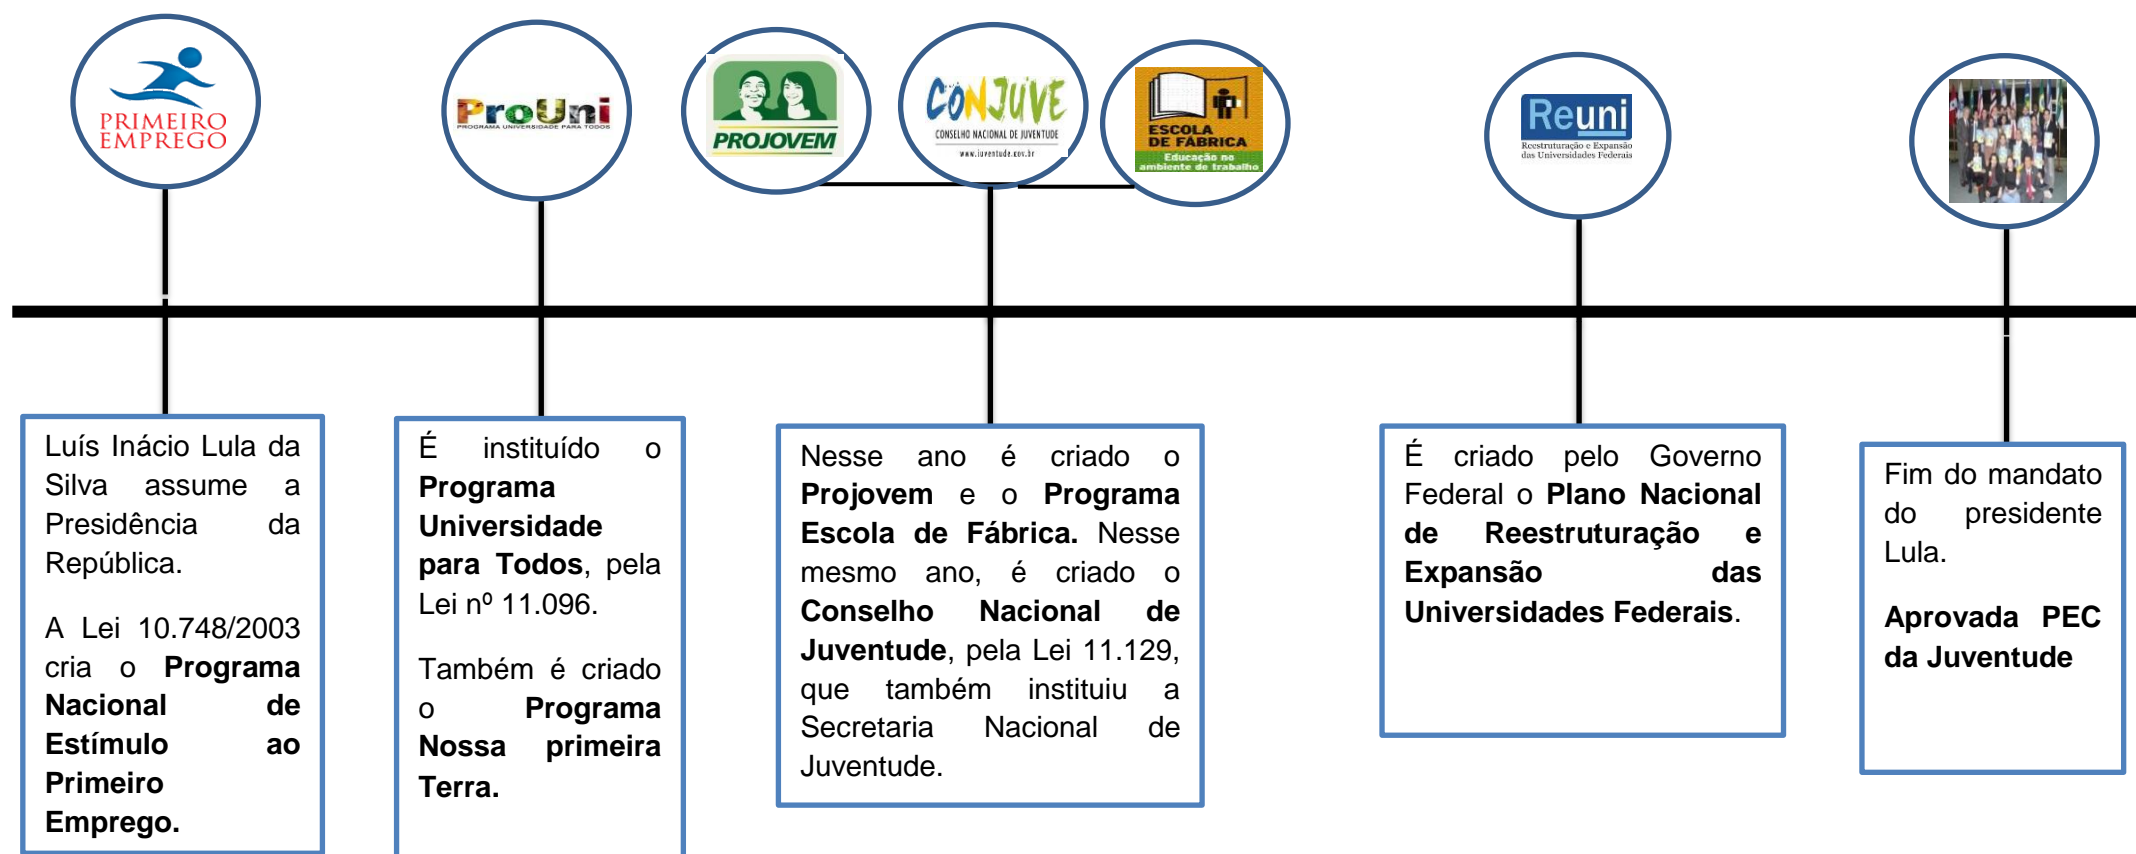 PRIMEIRO
EMPREGO
ProUni
PROGRAMA UNIVERSIDADE PARA TODOS
PROJOVEM
CONJUVE
CONSELHO NACIONAL DE JUVENTUDE
www.juventude.gov.br
ESCOLA
DE FÁBRICA
Educação no
ambiente de trabalho
Reuni
Reestruturação e Expansão
das Universidades Federais
Luís Inácio Lula da
Silva assume a
Presidência da
República.
A Lei 10.748/2003
cria o Programa
Nacional de
Estímulo ao
Primeiro
Emprego.
É instituído o
Programa
Universidade
para Todos, pela
Lei nº 11.096.
Também é criado
o Programa
Nossa primeira
Terra.
Nesse ano é criado o
Projovem e o Programa
Escola de Fábrica. Nesse
mesmo ano, é criado o
Conselho Nacional de
Juventude, pela Lei 11.129,
que também instituiu a
Secretaria Nacional de
Juventude.
É criado pelo Governo
Federal o Plano Nacional
de Reestruturação e
Expansão das
Universidades Federais.
Fim do mandato
do presidente
Lula.
Aprovada PEC
da Juventude